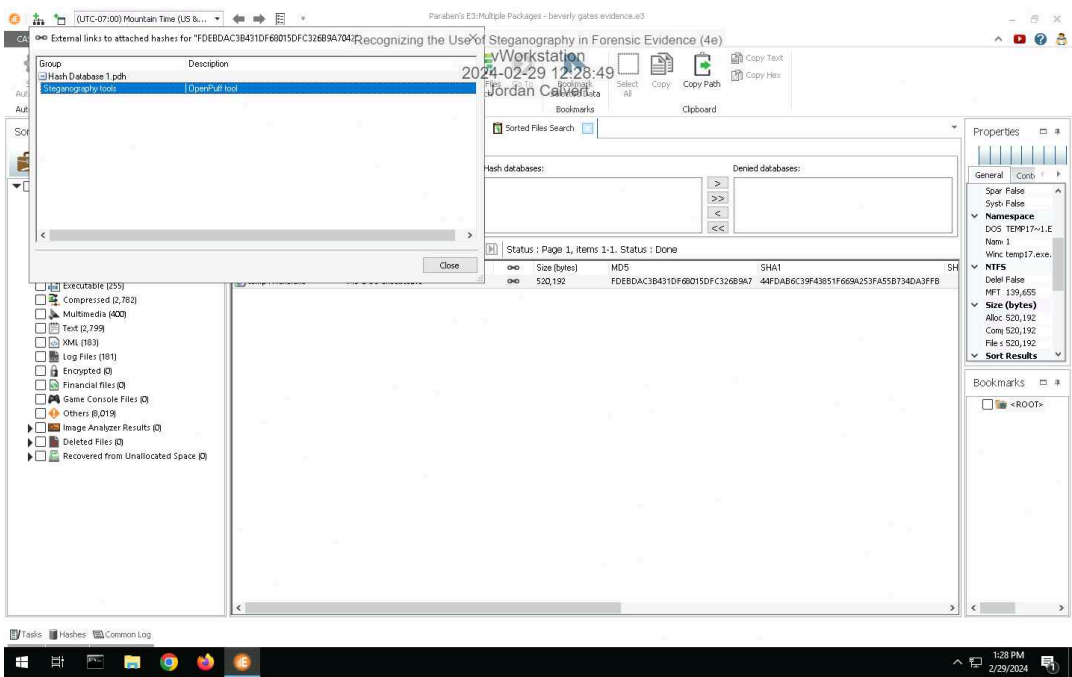 (UTC-07:00) Mountain Time (US &...
Paraben's E3:Multiple Packages - beverly gates evidence.e3
External links to attached hashes for "FDEBDAC3B431DF68015DFC326B9A7042
Recognizing the Use of Steganography in Forensic Evidence (4e)
vWorkstation
2024-02-29 12:28:49
Jordan Calvert
Group Description
Hash Database 1.pdh
Steganography tools OpenPuff tool
Close
Select All
Copy
Copy Path
Copy Text
Copy Hex
Bookmarks
Clipboard
Sorted Files Search
Hash databases:
Denied databases:
>
>>
<
<<
Status : Page 1, items 1-1. Status : Done
Size (bytes) MD5 SHA1 SH
520,192 FDEBDAC3B431DF68015DFC326B9A7 44FDAB6C39F43851F669A253FA55B734DA3FFB
Executable (255)
Compressed (2,782)
Multimedia (400)
Text (2,799)
XML (183)
Log Files (181)
Encrypted (0)
Financial files (0)
Game Console Files (0)
Others (8,019)
Image Analyzer Results (0)
Deleted Files (0)
Recovered from Unallocated Space (0)
Properties
General Cont
Spar False
Syst False
Namespace
DOS TEMP17~1.E
Nam 1
Winc temp17.exe.
NTFS
Delet False
MFT 139,655
Size (bytes)
Alloc 520,192
Com 520,192
File s 520,192
Sort Results
Bookmarks
<ROOT>
Tasks Hashes Common Log
1:28 PM
2/29/2024